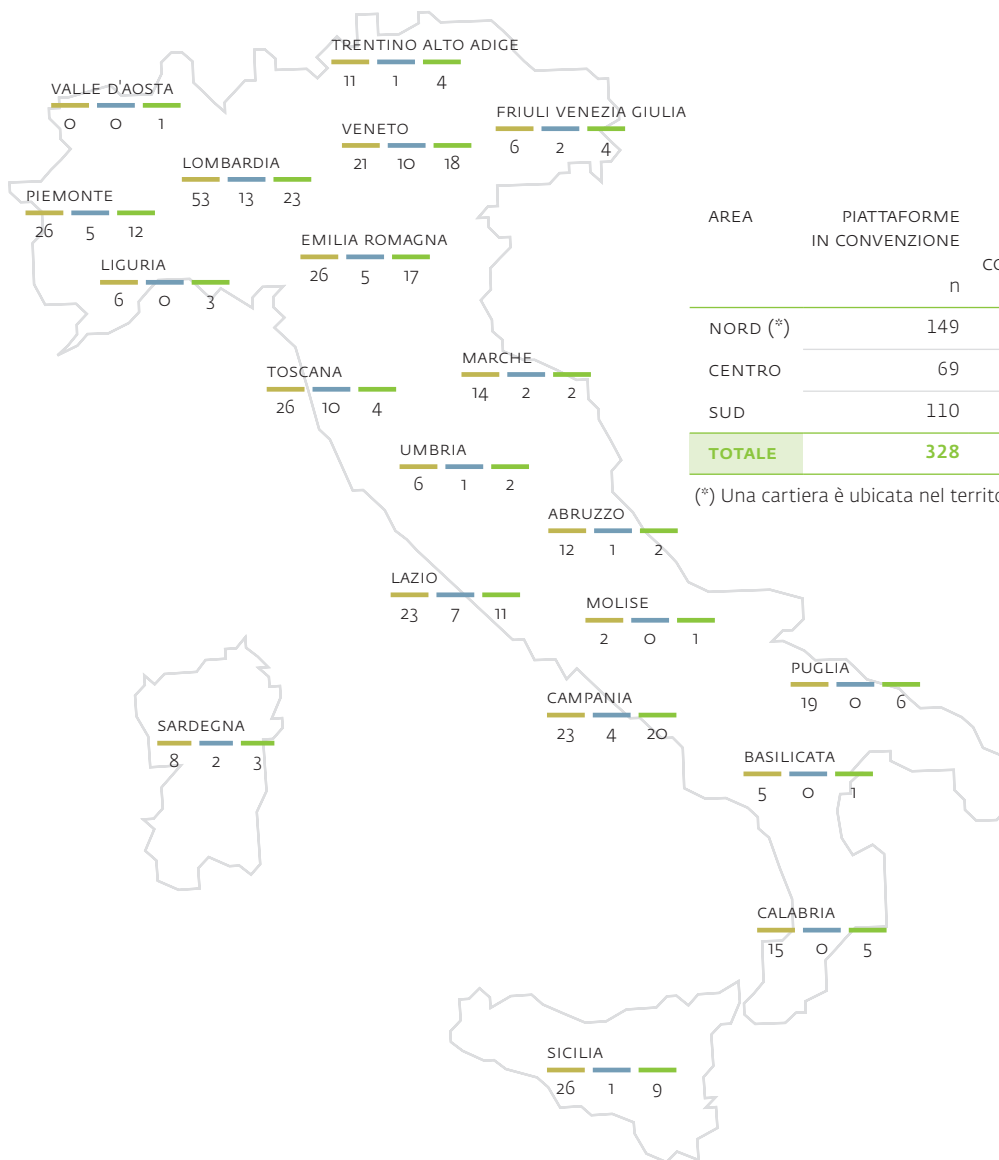 TRENTINO ALTO ADIGE
11 1 4
VALLE D'AOSTA
0 0 1
FRIULI VENEZIA GIULIA
6 2 4
VENETO
21 10 18
LOMBARDIA
53 13 23
PIEMONTE
26 5 12
EMILIA ROMAGNA
26 5 17
LIGURIA
6 0 3
MARCHE
14 2 2
TOSCANA
26 10 4
UMBRIA
6 1 2
ABRUZZO
12 1 2
LAZIO
23 7 11
MOLISE
2 0 1
PUGLIA
19 0 6
CAMPANIA
23 4 20
SARDEGNA
8 2 3
BASILICATA
5 0 1
CALABRIA
15 0 5
SICILIA
26 1 9
AREA PIATTAFORME
IN CONVENZIONE
n
NORD (*) 149
CENTRO 69
SUD 110
TOTALE 328
(*) Una cartiera è ubicata nel